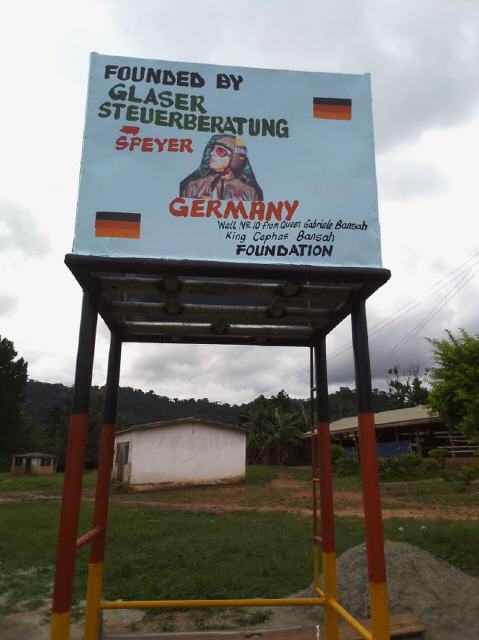 FOUNDED BY
GLASER
STEUERBERATUNG
SPEYER
GERMANY
Well No 10 from Queen Gabriele Bansah
King Cephas Bansah
FOUNDATION